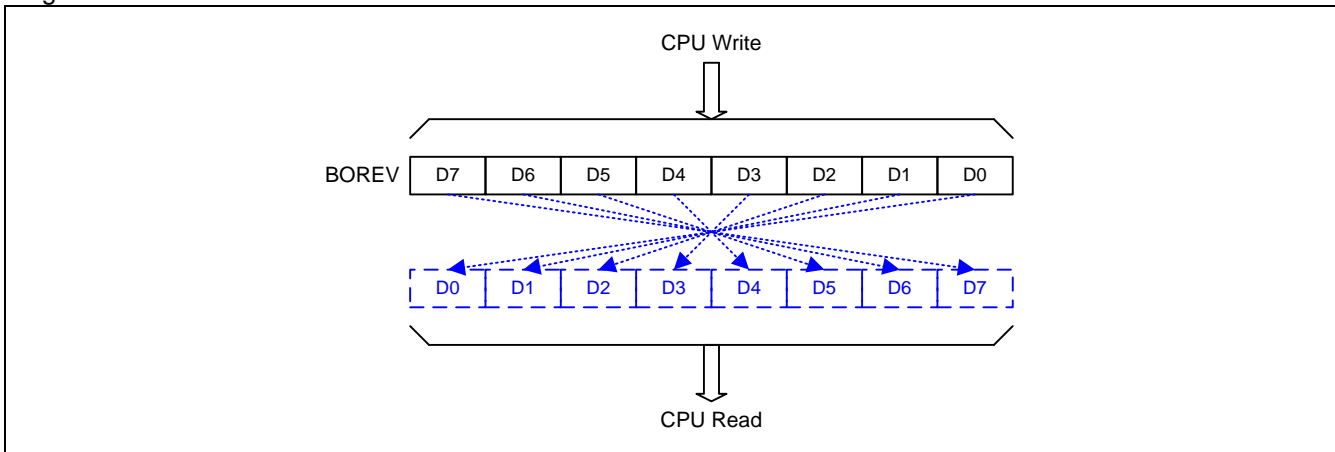 CPU Write
BOREV D7 D6 D5 D4 D3 D2 D1 D0
D0 D1 D2 D3 D4 D5 D6 D7
CPU Read